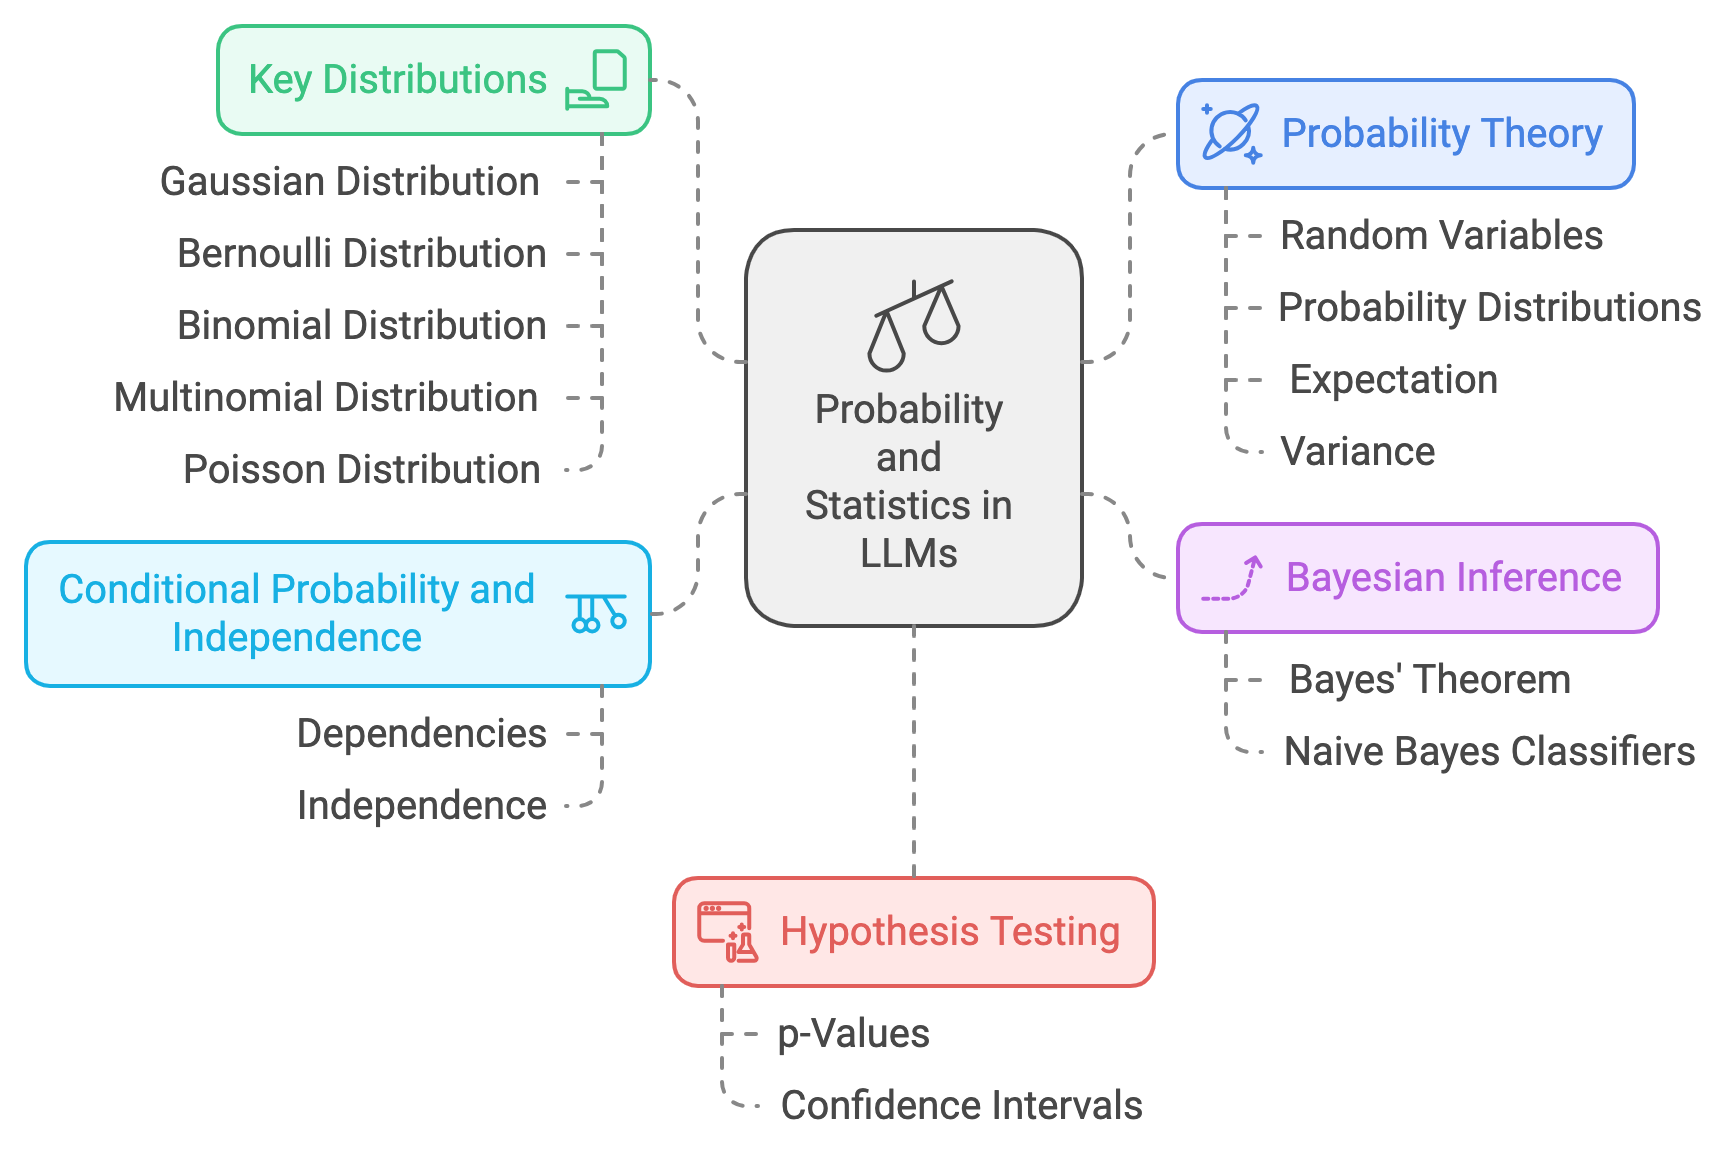 Key Distributions
Gaussian Distribution
Bernoulli Distribution
Binomial Distribution
Multinomial Distribution
Poisson Distribution
Conditional Probability and
Independence
Dependencies
Independence
Probability
and
Statistics in
LLMs
Probability Theory
Random Variables
Probability Distributions
Expectation
Variance
Bayesian Inference
Bayes' Theorem
Naive Bayes Classifiers
Hypothesis Testing
p-Values
Confidence Intervals